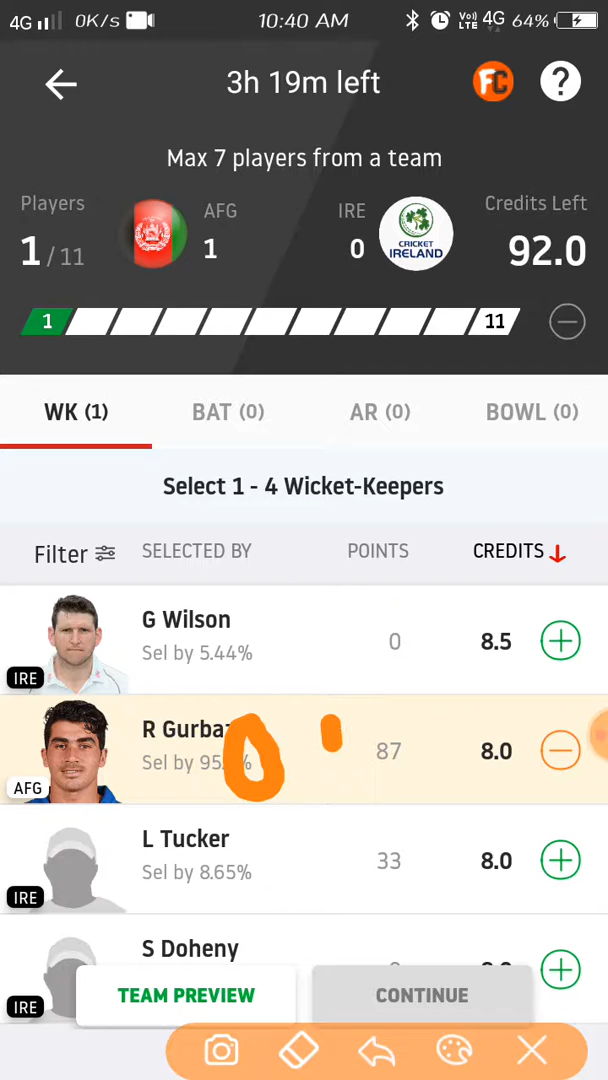 4G 0K/s 10:40 AM VoLTE 4G 64%
3h 19m left FC ?
Max 7 players from a team
Players AFG IRE Credits Left
1/11 1 0 92.0
CRICKET
IRELAND
1 11
WK (1) BAT (0) AR (0) BOWL (0)
Select 1 - 4 Wicket-Keepers
Filter SELECTED BY POINTS CREDITS
G Wilson
Sel by 5.44% 0 8.5
IRE
R Gurba
Sel by 95. 87 8.0
AFG
L Tucker
Sel by 8.65% 33 8.0
IRE
S Doheny
IRE
TEAM PREVIEW CONTINUE